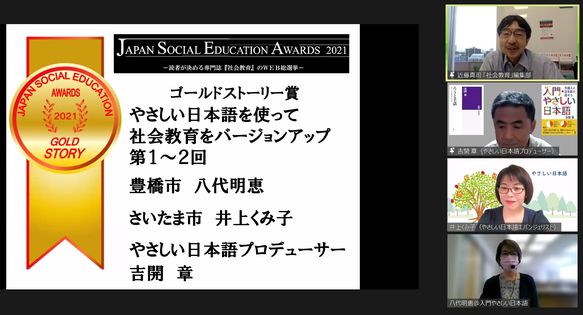 JAPAN SOCIAL EDUCATION AWARDS 2021
～読者が決める専門誌『社会教育』のWEB総選挙～
JAPAN SOCIAL EDUCATION
AWARDS
2021
GOLD
STORY
ゴールドストーリー賞
やさしい日本語を使って
社会教育をバージョンアップ
第1～2回
豊橋市 八代明恵
さいたま市 井上くみ子
やさしい日本語プロデューサー
吉開 章
近藤真司「社会教育」編集部
入門
やさしい
日本語
吉開 章（やさしい日本語プロデューサー）
やさしい日本語
井上くみ子（やさしい日本語エバンジェリスト）
八代明恵@入門やさしい日本語